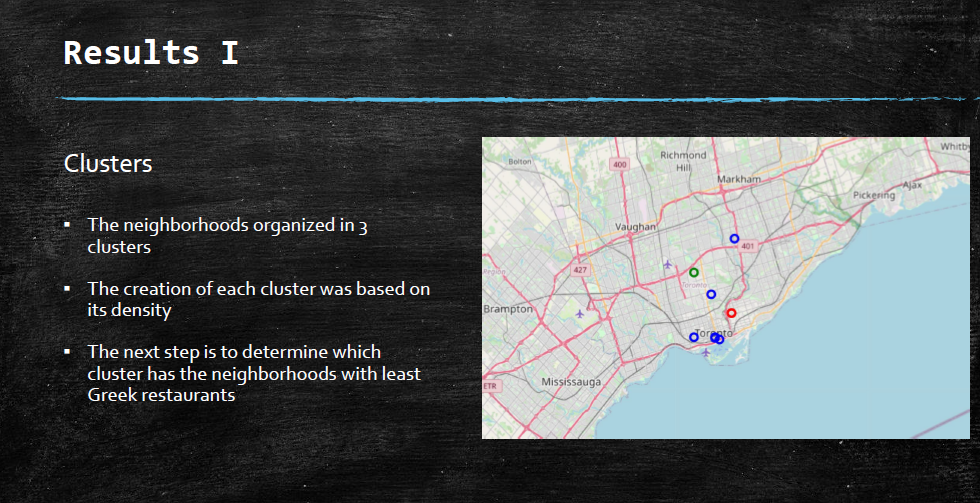 Results I
Clusters
▪ The neighborhoods organized in 3
clusters
▪ The creation of each cluster was based on
its density
▪ The next step is to determine which
cluster has the neighborhoods with least
Greek restaurants
Bolton
400
Richmond
Hill
Whitby
Markham
Ajax
Pickering
Vaughan
401
427
Region
Toronto
Brampton
Toronto
Mississauga
ETR